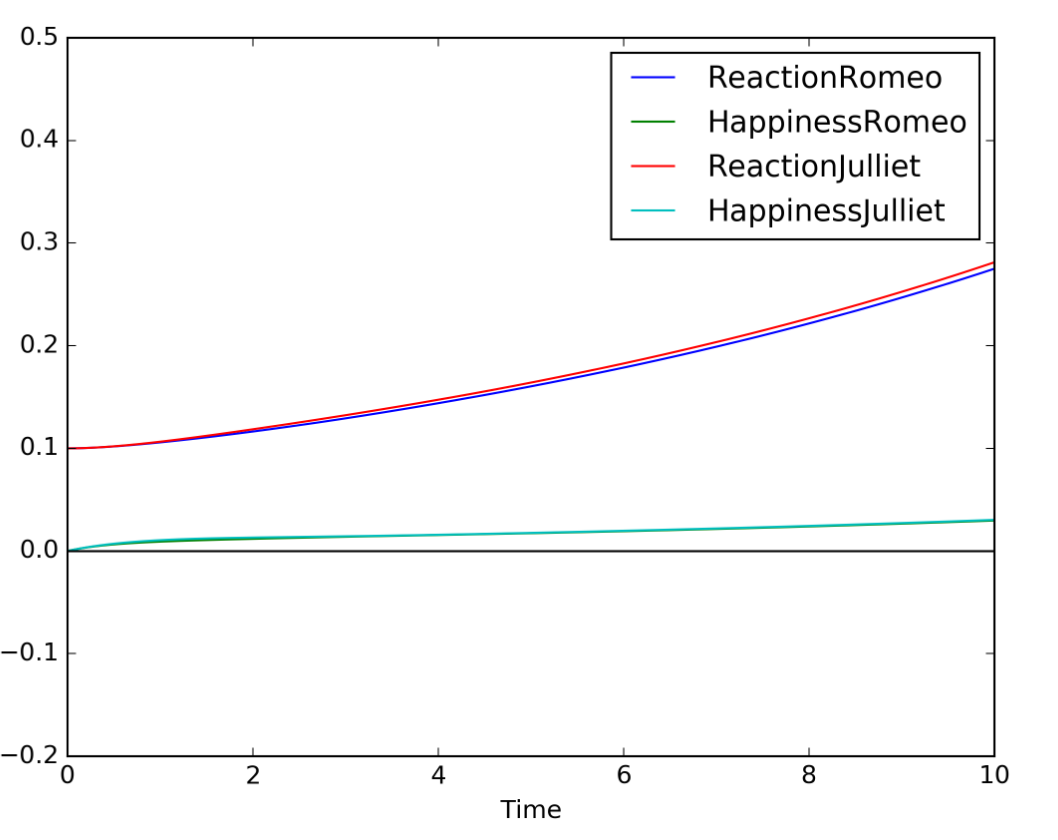 0.5
ReactionRomeo
HappinessRomeo
ReactionJulliet
HappinessJulliet
0.4
0.3
0.2
0.1
0.0
−0.1
−0.2
0 2 4 6 8 10
Time